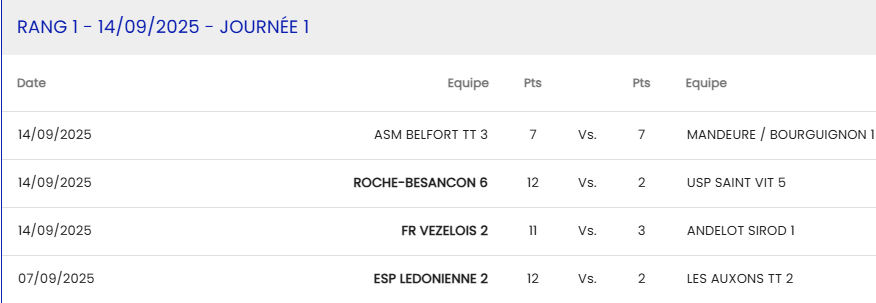 RANG 1 - 14/09/2025 - JOURNÉE 1
Date Equipe Pts Pts Equipe
14/09/2025 ASM BELFORT TT 3 7 Vs. 7 MANDEURE / BOURGUIGNON 1
14/09/2025 ROCHE-BESANCON 6 12 Vs. 2 USP SAINT VIT 5
14/09/2025 FR VEZELOIS 2 11 Vs. 3 ANDELOT SIROD 1
07/09/2025 ESP LEDONIENNE 2 12 Vs. 2 LES AUXONS TT 2